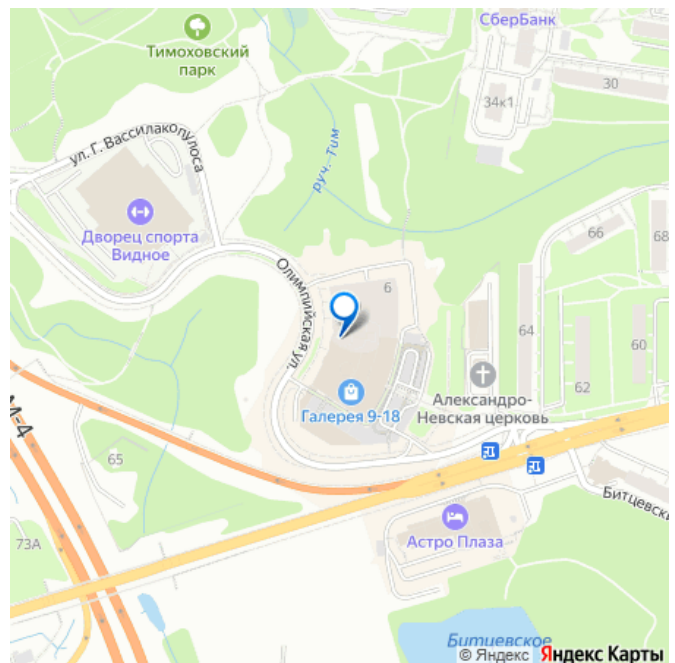 СберБанк
Тимоховский
парк
30
34к1
ул. Г. Вассилакопулоса
руч. Тим
Дворец спорта
Видное
66
68
Олимпийская ул.
6
64
60
62
Александро-
Невская церковь
Галерея 9-18
М-4
65
Битцевски
73А
Астро Плаза
Битцевское
© Яндекс Яндекс Карты